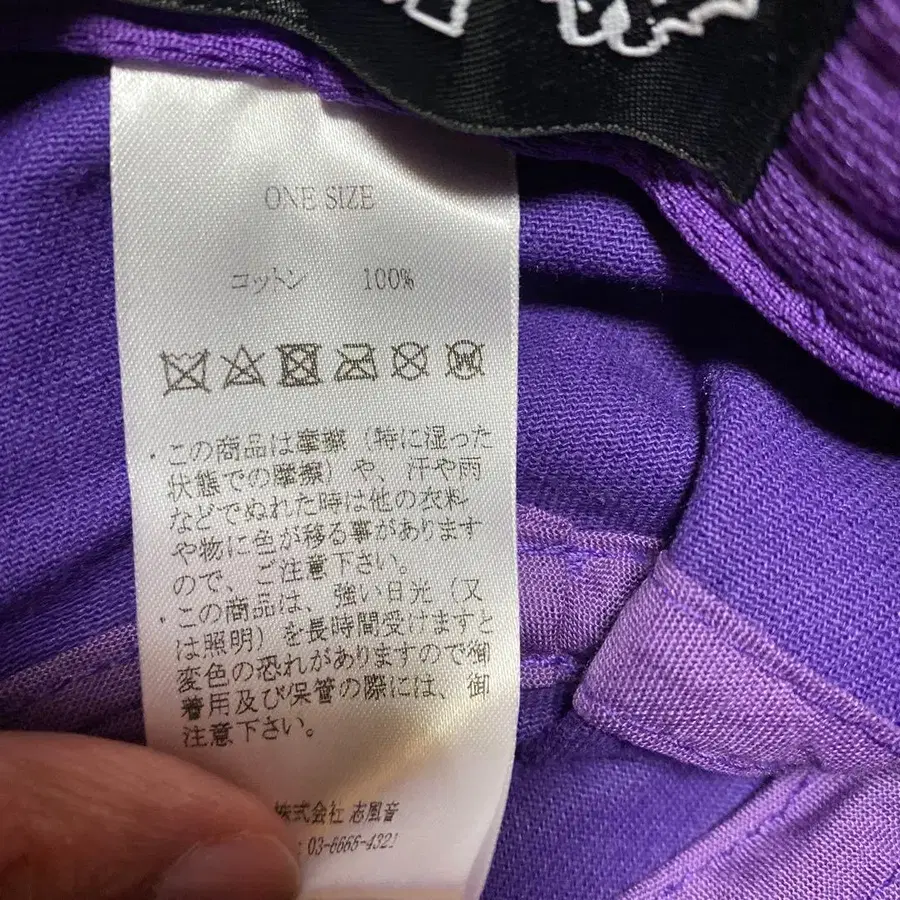 ONE SIZE
コットン 100%
・この商品は摩擦（特に湿った
状態での摩擦）や、汗や雨
などでぬれた時は他の衣料
や物に色が移る事があります
ので、ご注意下さい。
・この商品は、強い日光（又
は照明）を長時間受けますと
変色の恐れがありますので御
着用及び保管の際には、御
注意下さい。
株式会社 志風音
: 03-6666-4321